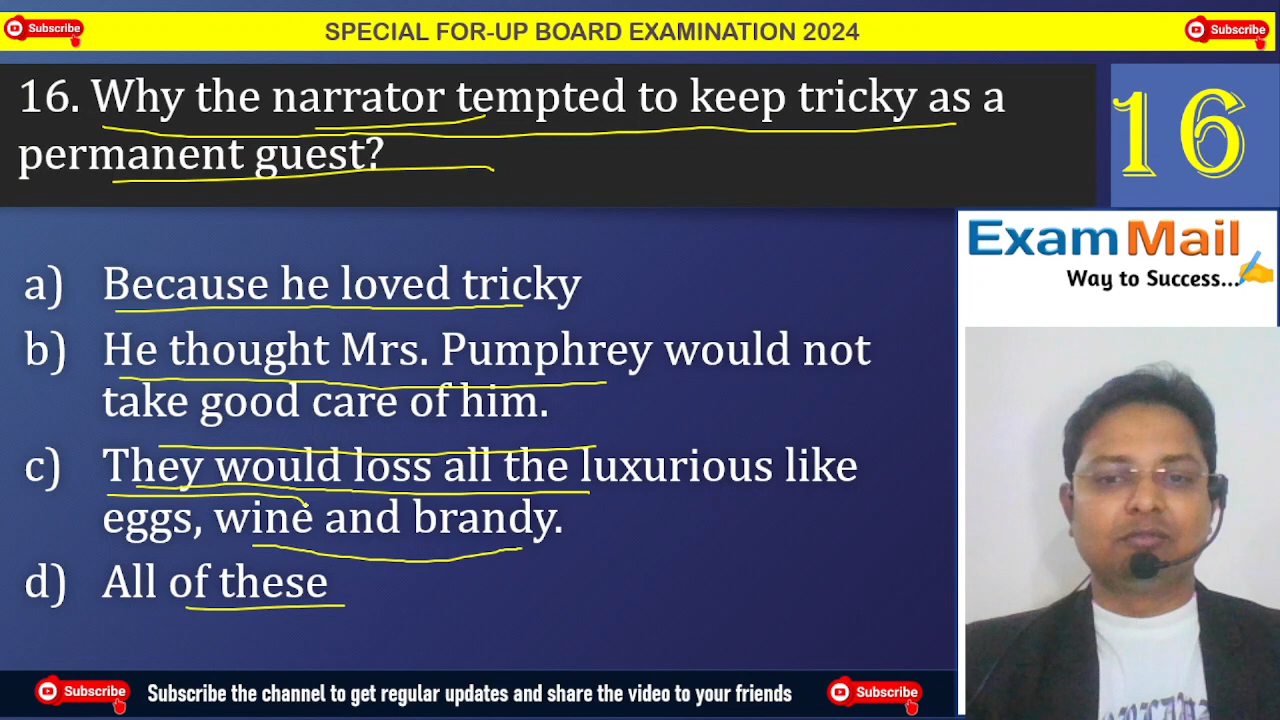 Subscribe
SPECIAL FOR-UP BOARD EXAMINATION 2024
Subscribe
16. Why the narrator tempted to keep tricky as a
permanent guest?
16
ExamMail
Way to Success...
a) Because he loved tricky
b) He thought Mrs. Pumphrey would not
take good care of him.
c) They would loss all the luxurious like
eggs, wine and brandy.
d) All of these
Subscribe
Subscribe the channel to get regular updates and share the video to your friends
Subscribe